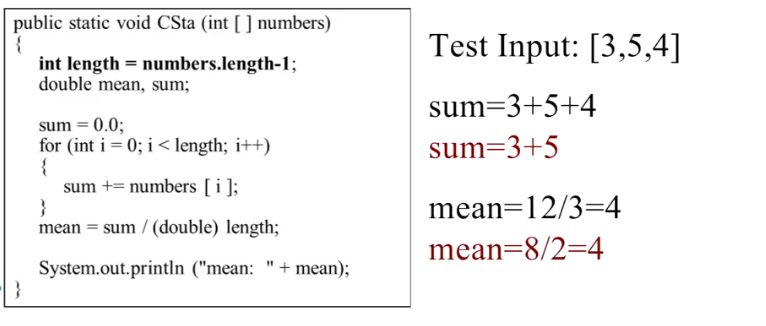 public static void CSta (int [ ] numbers)
{
int length = numbers.length-1;
double mean, sum;
sum = 0.0;
for (int i = 0; i < length; i++)
{
sum += numbers [ i ];
}
mean = sum / (double) length;
System.out.println ("mean:  " + mean);
}
Test Input: [3,5,4]
sum=3+5+4
sum=3+5
mean=12/3=4
mean=8/2=4